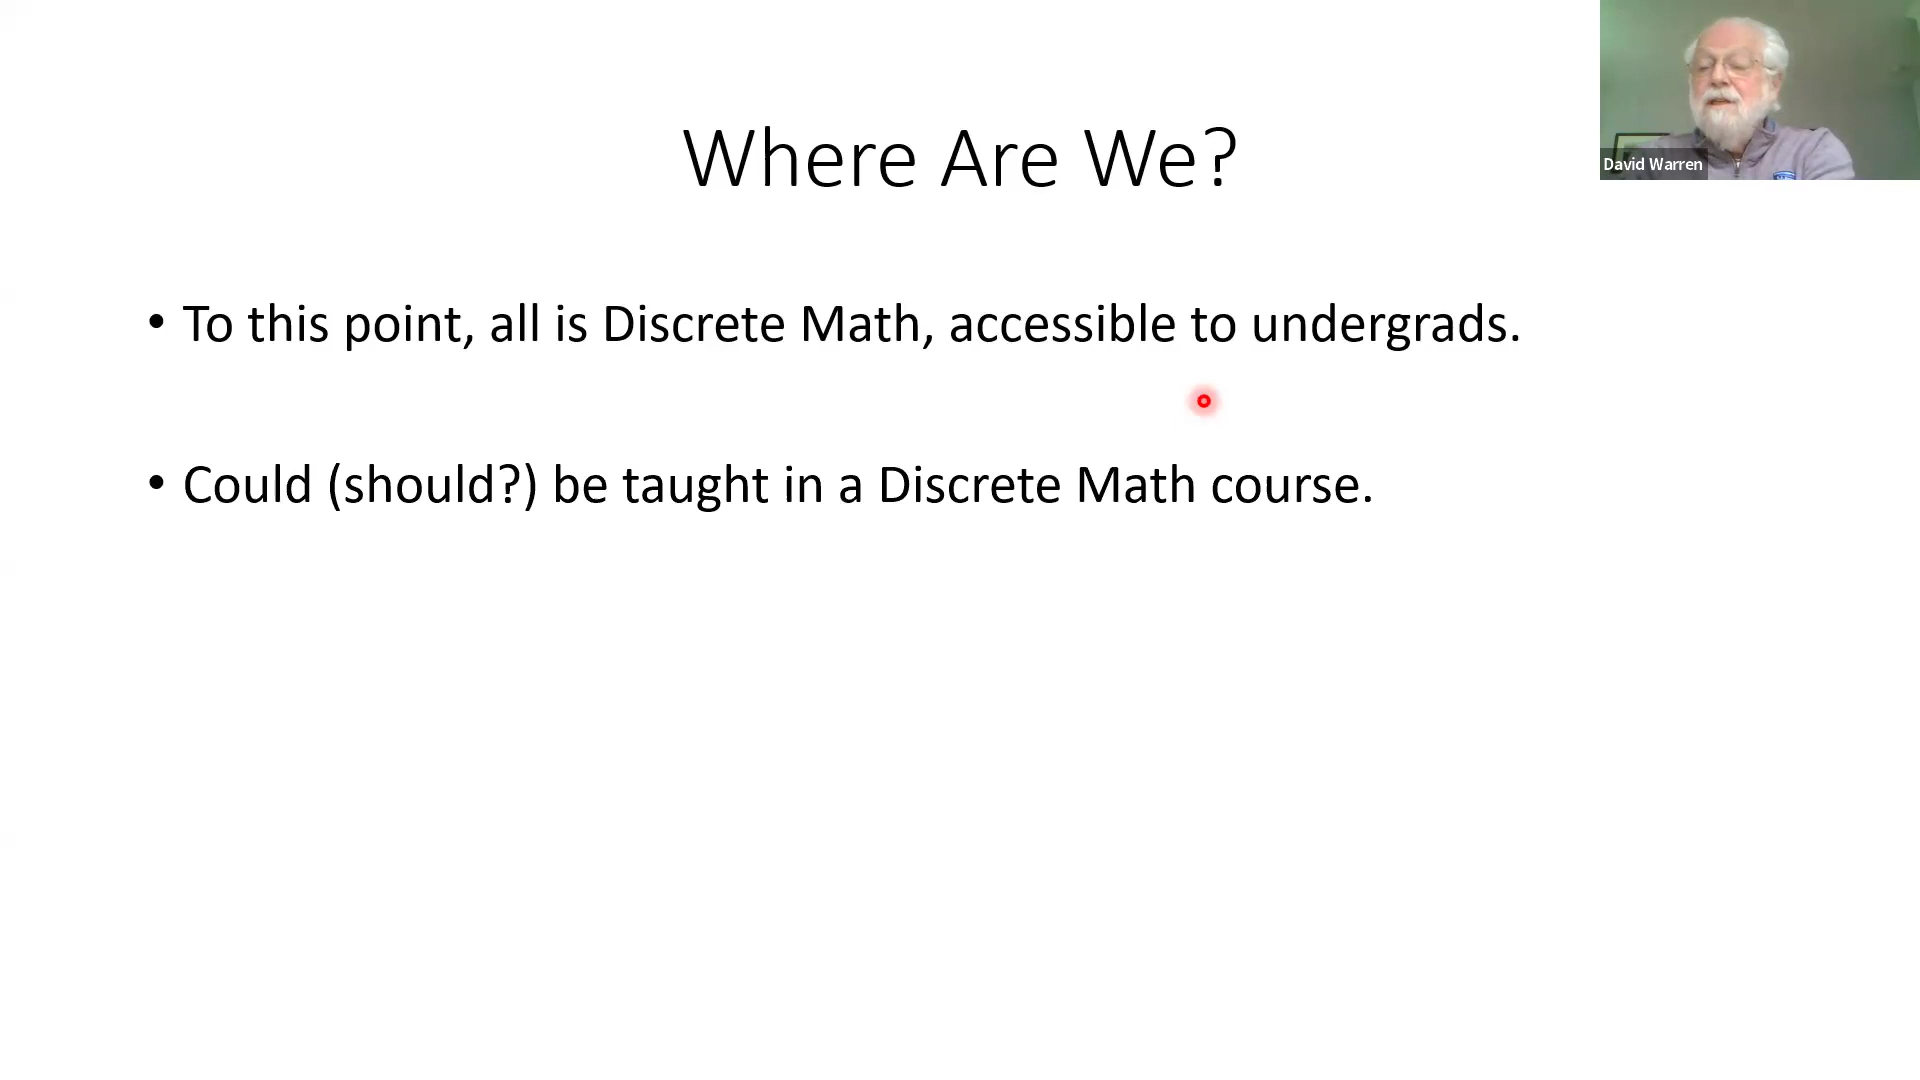 Where Are We?
David Warren
• To this point, all is Discrete Math, accessible to undergrads.
• Could (should?) be taught in a Discrete Math course.